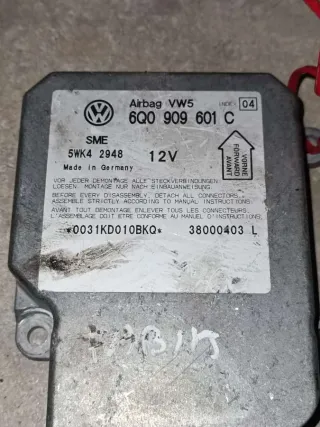 Airbag VW5
INDEX 04
6Q0 909 601 C
SME
5WK4 2948
12V
Made in Germany
VORNE
FORWARD
AVANT
VOR JEDER DEMONTAGE ALLE STECKVERBINDUNGEN
LOESEN. MONTAGE NUR NACH EINBAUANWEISUNG.
BEFORE EVERY DISASSEMBLY DETACH ALL CONNECTORS.
ASSEMBLE STRICTLY ACCORDING TO MANUAL INSTRUCTIONS.
AVANT TOUT DEMONTAGE ENLEVER TOUS LES CONNECTEURS.
L'ASSEMBLAGE DOIT ETRE CONFORME AU MANUEL D'INSTRUCTIONS
*0031KD010BKQ*
38000403 L